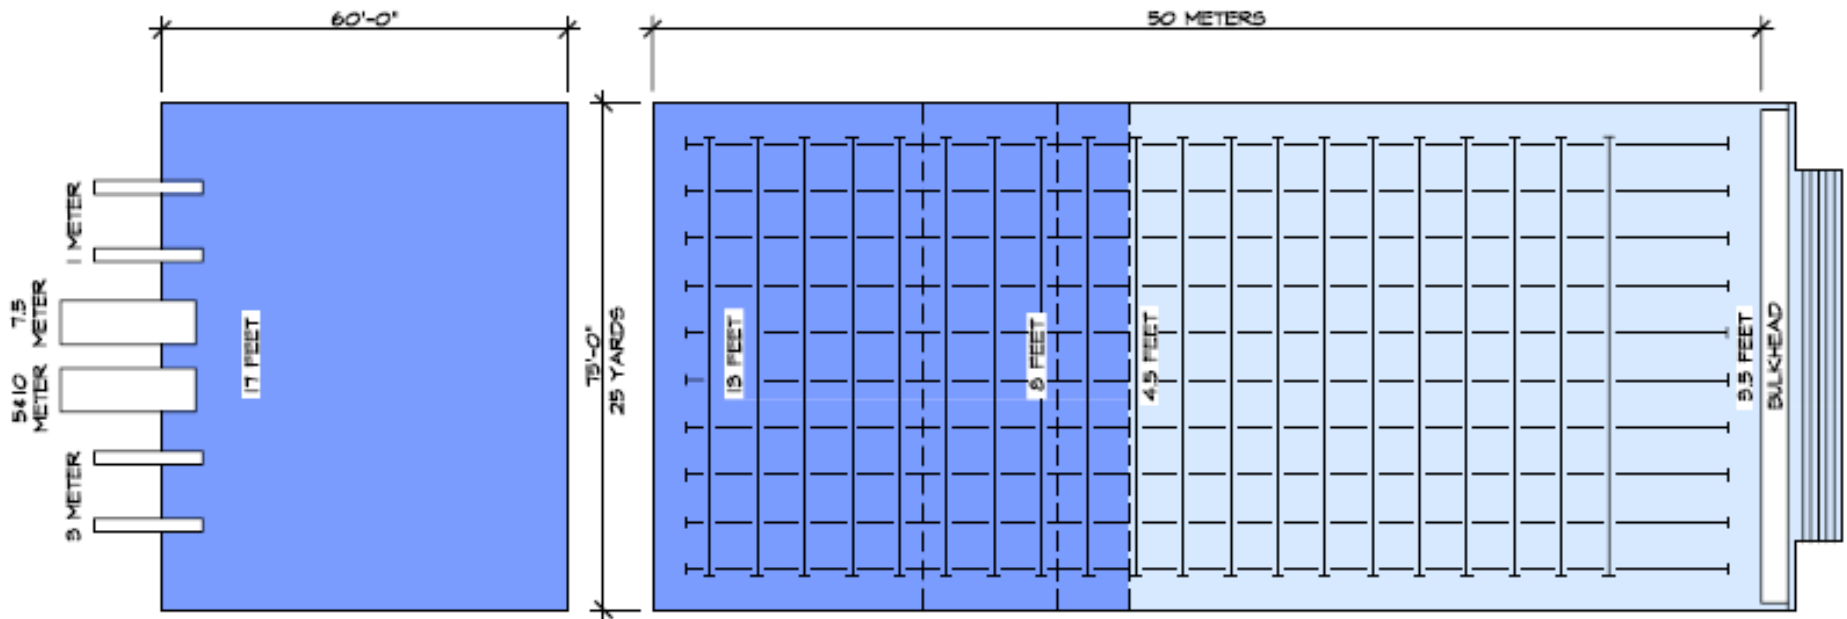 60'-0"
50 METERS
1 METER
7.5
METER
5&10
METER
3 METER
17 FEET
75'-0"
25 YARDS
13 FEET
8 FEET
4.5 FEET
3.5 FEET
BULKHEAD